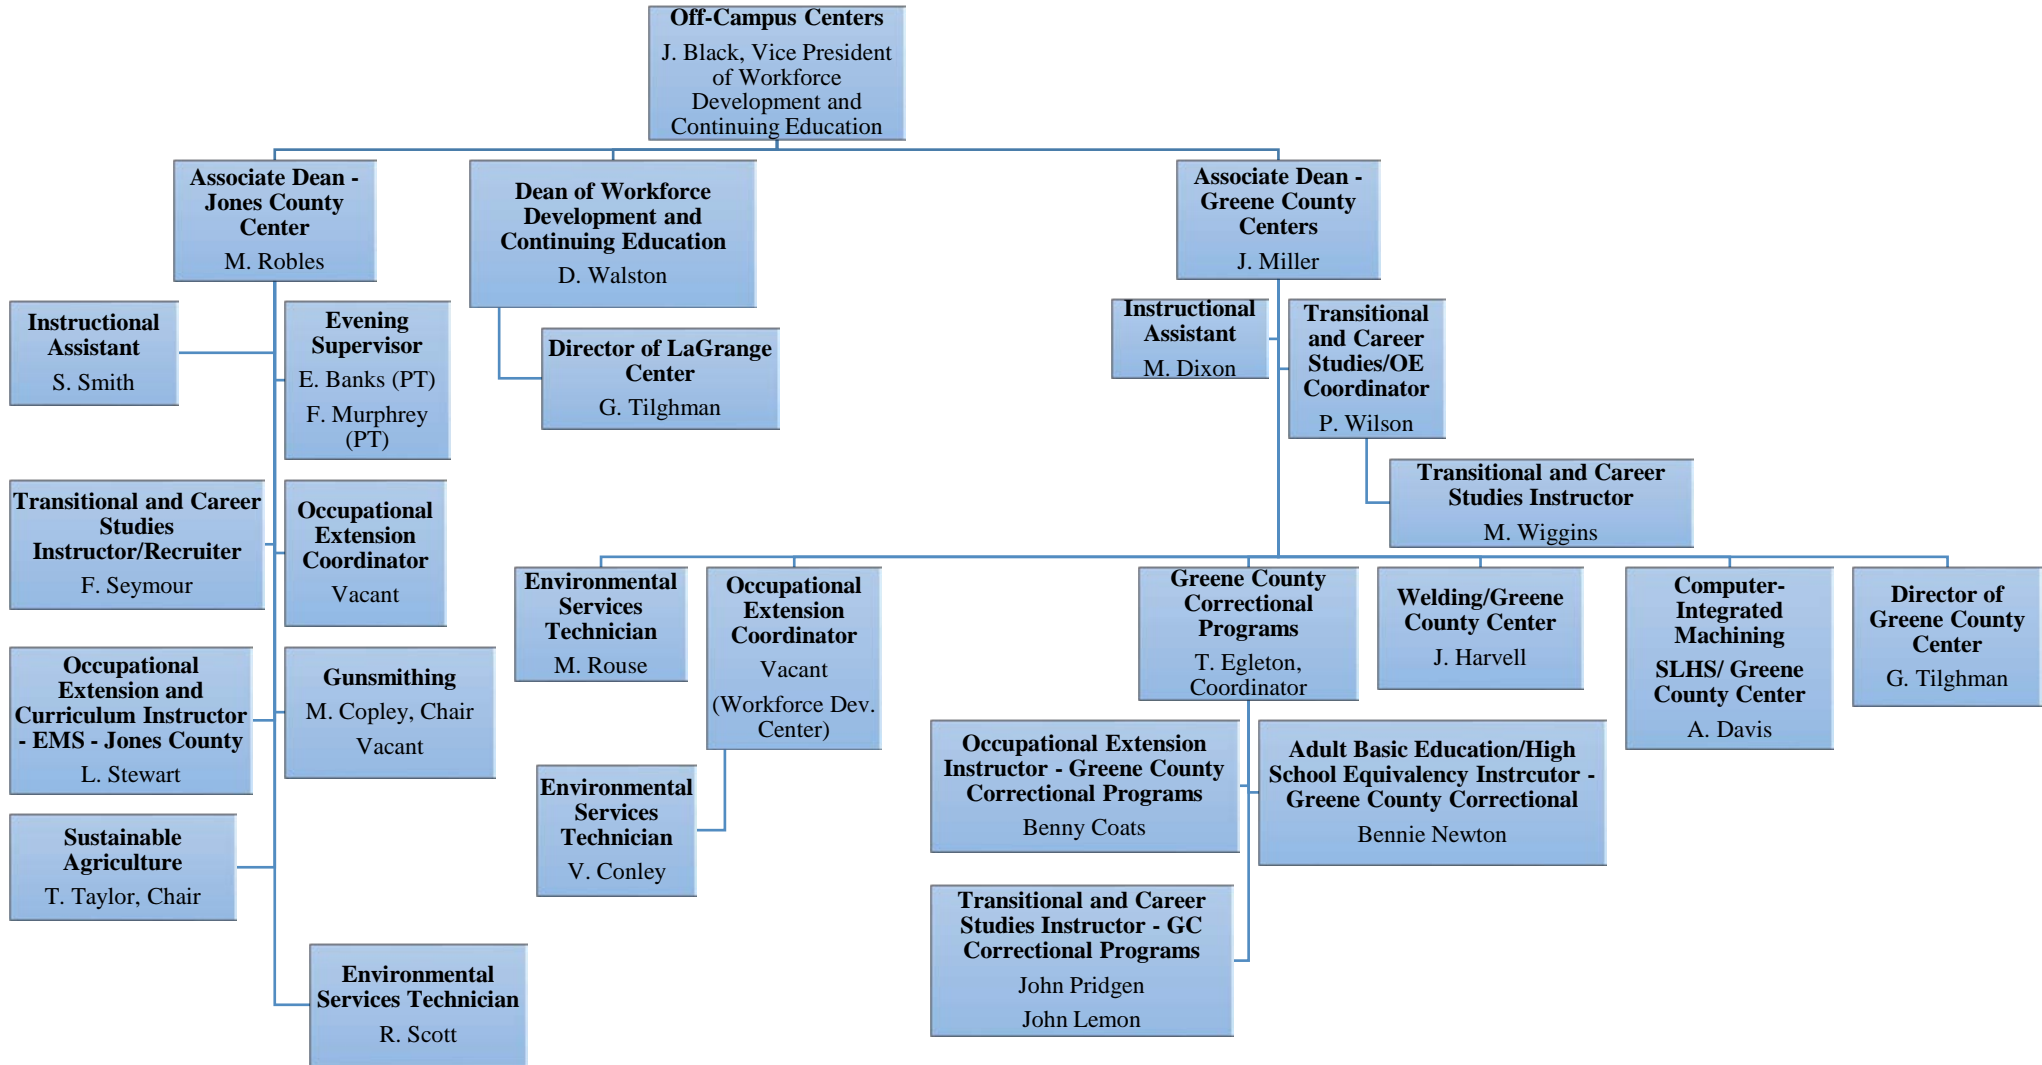 Off-Campus Centers
J. Black, Vice President
of Workforce
Development and
Continuing Education
Associate Dean -
Jones County
Center
M. Robles
Dean of Workforce
Development and
Continuing Education
D. Walston
Associate Dean -
Greene County
Centers
J. Miller
Instructional
Assistant
S. Smith
Evening
Supervisor
E. Banks (PT)
F. Murphrey
(PT)
Director of LaGrange
Center
G. Tilghman
Instructional
Assistant
M. Dixon
Transitional
and Career
Studies/OE
Coordinator
P. Wilson
Transitional and Career
Studies Instructor
M. Wiggins
Transitional and Career
Studies
Instructor/Recruiter
F. Seymour
Occupational
Extension
Coordinator
Vacant
Environmental
Services
Technician
M. Rouse
Occupational
Extension
Coordinator
Vacant
(Workforce Dev.
Center)
Greene County
Correctional
Programs
T. Egleton,
Coordinator
Welding/Greene
County Center
J. Harvell
Computer-
Integrated
Machining
SLHS/ Greene
County Center
A. Davis
Director of
Greene County
Center
G. Tilghman
Occupational
Extension and
Curriculum Instructor
- EMS - Jones County
L. Stewart
Gunsmithing
M. Copley, Chair
Vacant
Environmental
Services
Technician
V. Conley
Occupational Extension
Instructor - Greene County
Correctional Programs
Benny Coats
Adult Basic Education/High
School Equivalency Instrcutor -
Greene County Correctional
Bennie Newton
Sustainable
Agriculture
T. Taylor, Chair
Transitional and Career
Studies Instructor - GC
Correctional Programs
John Pridgen
John Lemon
Environmental
Services Technician
R. Scott